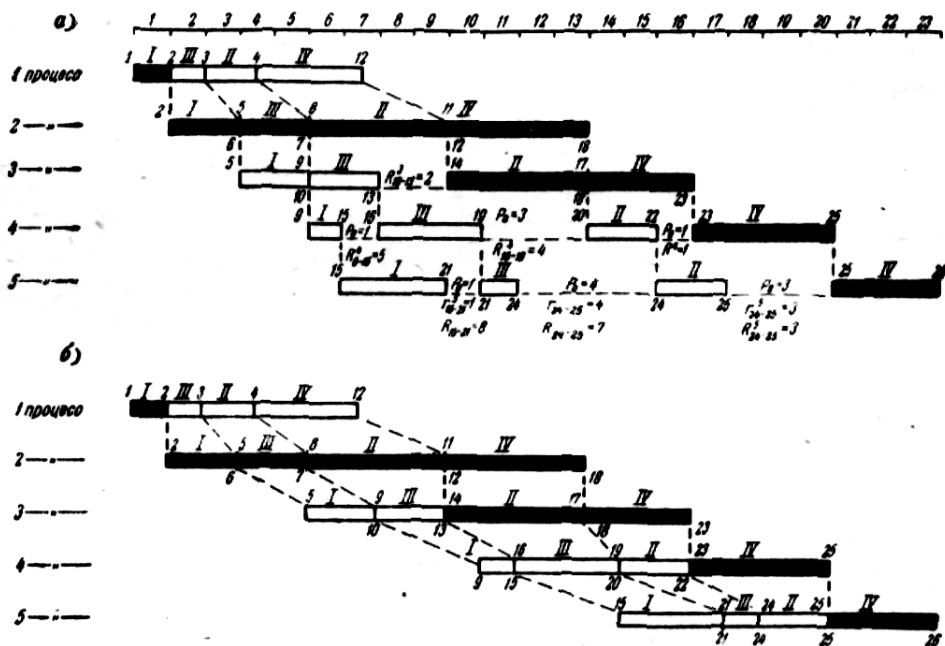 а)
1 2 3 4 5 6 7 8 9 10 11 12 13 14 15 16 17 18 19 20 21 22 23
1 I 2 III 3 II 4 IV 12
1 процесс
2 I 5 III 8 II 11 IV
2 —„—
6 7 12 18
5 I 9 III 14 II 17 IV
3 —„—
10 13 23
9 I 15 16 III 19 20 II 22 23 IV 25
4 —„—
15 I 21 III II 25 IV
5 —„—
21 24 24 25
б)
1 I 2 III 3 II 4 IV 12
1 процесс
2 I 5 III 8 II 11 IV
2 —„—
6 7 12 18
5 I 9 III 14 II 17 IV
3 —„—
10 13 18 23
I 16 III 19 II 23 IV 25
4 —„—
9 15 20 22
15 I 21 III 24 II 25 IV
5 —„—
21 24 25 26